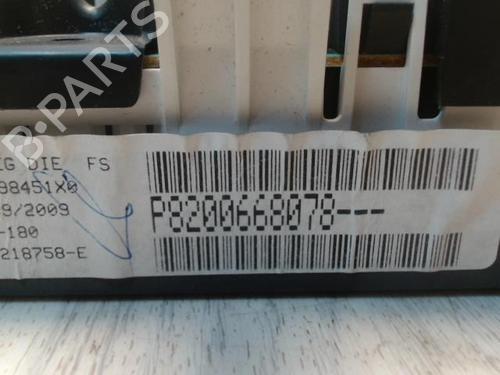 B-PARTS
IG DIE FS
98451X0
9/2009
-180
218758-E
P8200668078---